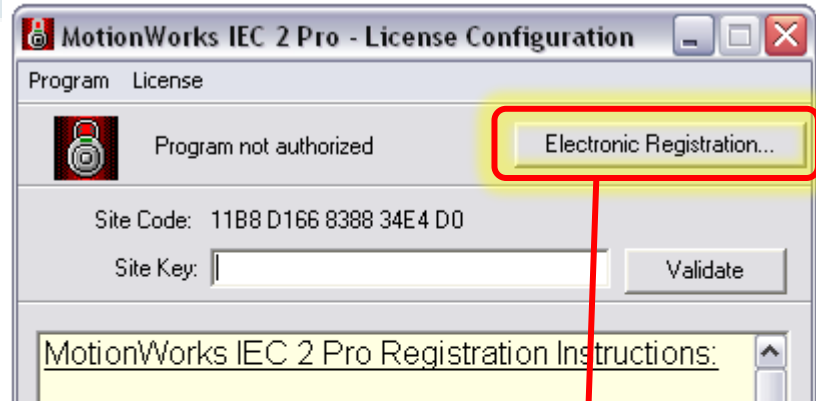 MotionWorks IEC 2 Pro - License Configuration
Program License
Program not authorized
Electronic Registration...
Site Code: 11B8 D166 8388 34E4 D0
Site Key:
Validate
MotionWorks IEC 2 Pro Registration Instructions: